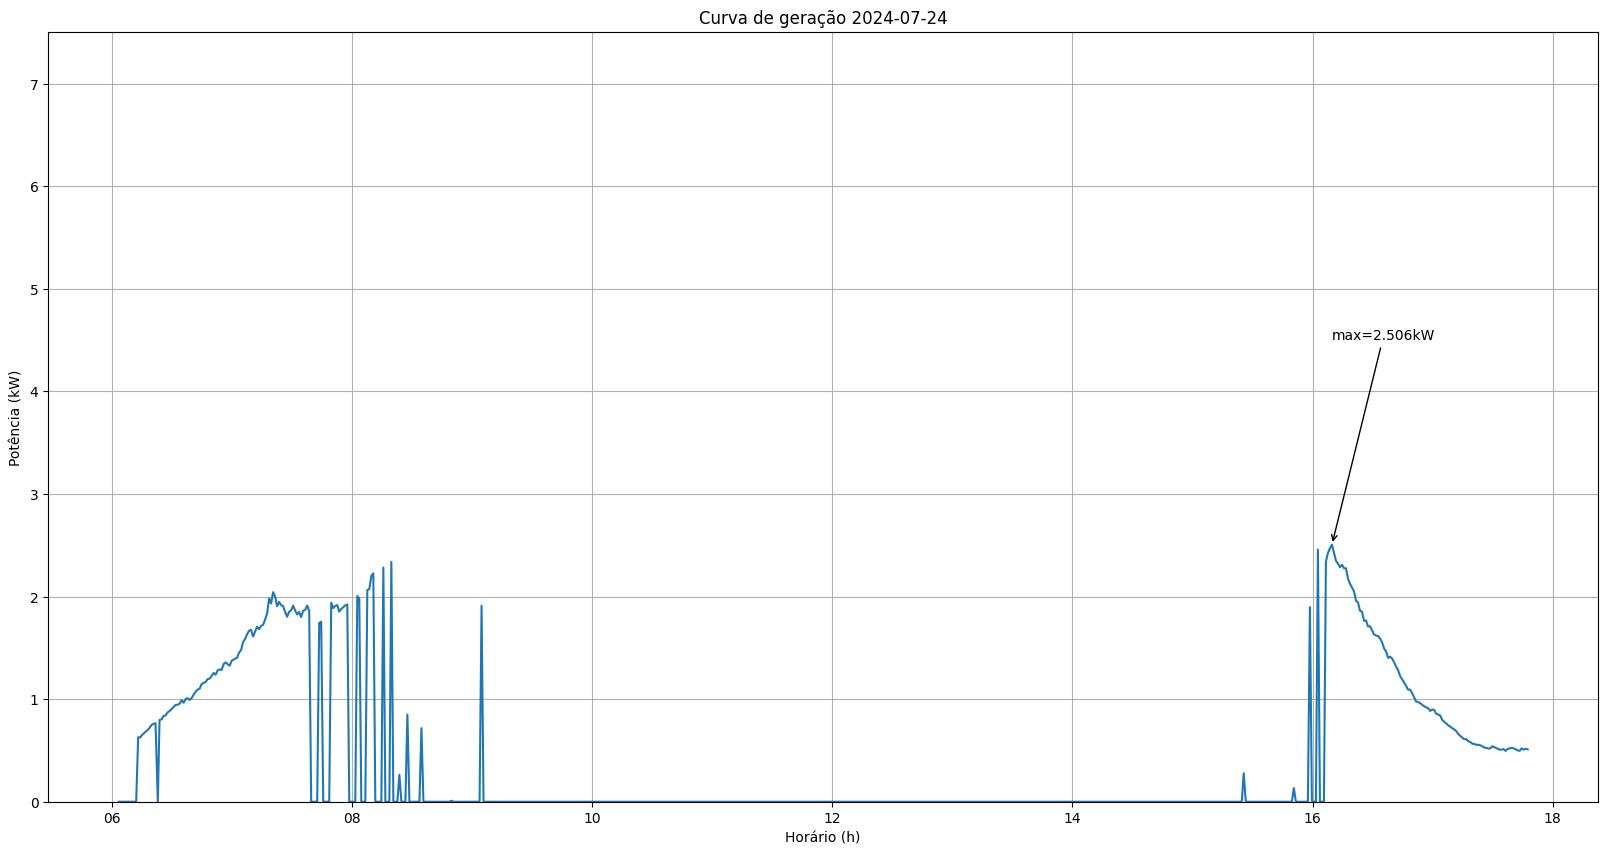 Curva de geração 2024-07-24
7
6
5
4
3
2
1
0
Potência (kW)
max=2.506kW
06 08 10 12 14 16 18
Horário (h)